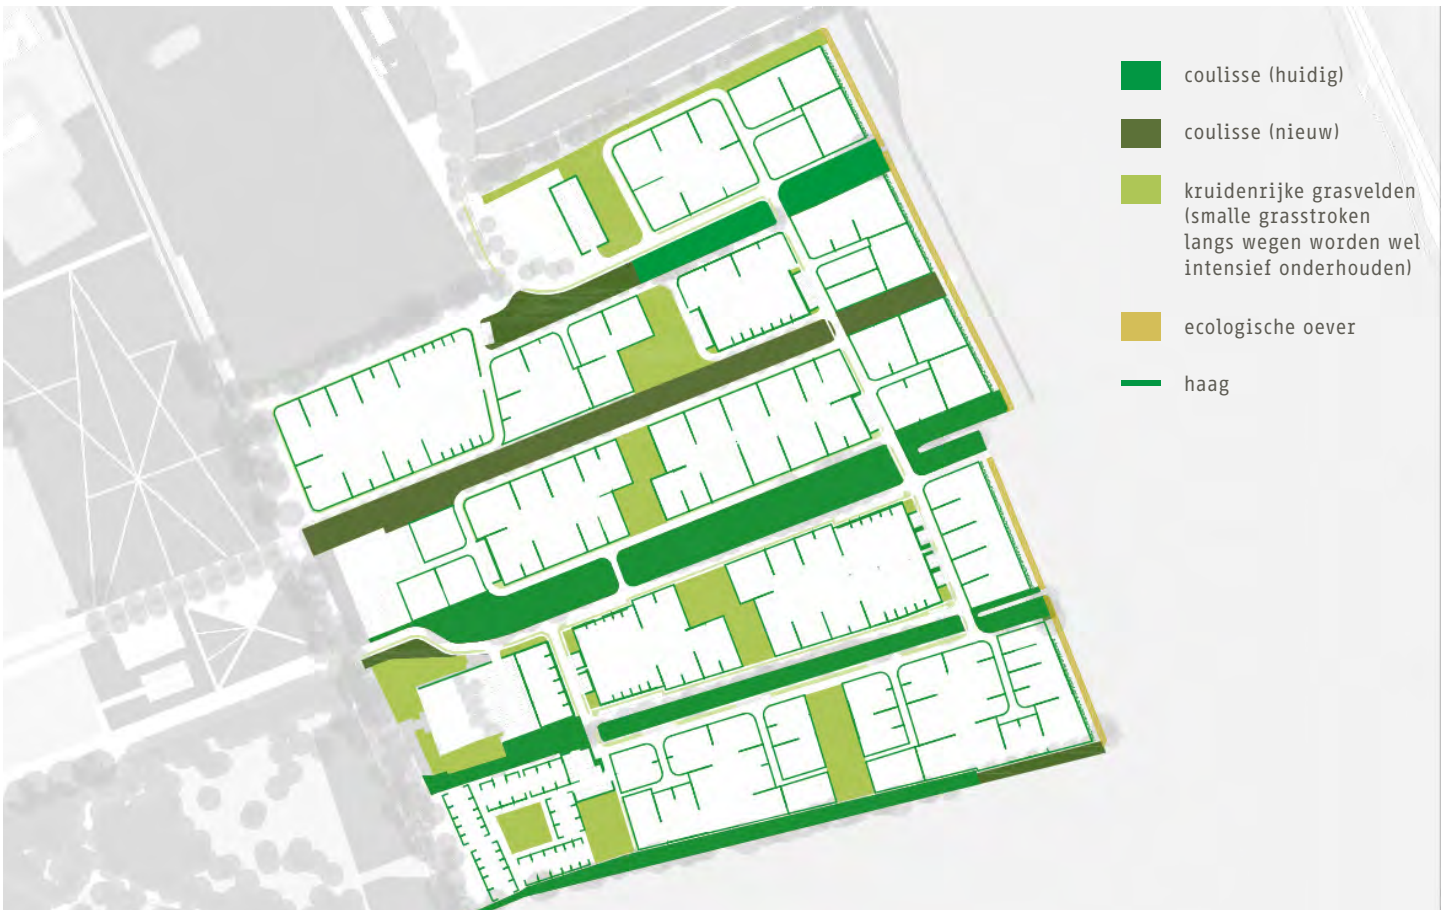 coulisse (huidig)
coulisse (nieuw)
kruidenrijke grasvelden
(smalle grasstroken
langs wegen worden wel
intensief onderhouden)
ecologische oever
haag